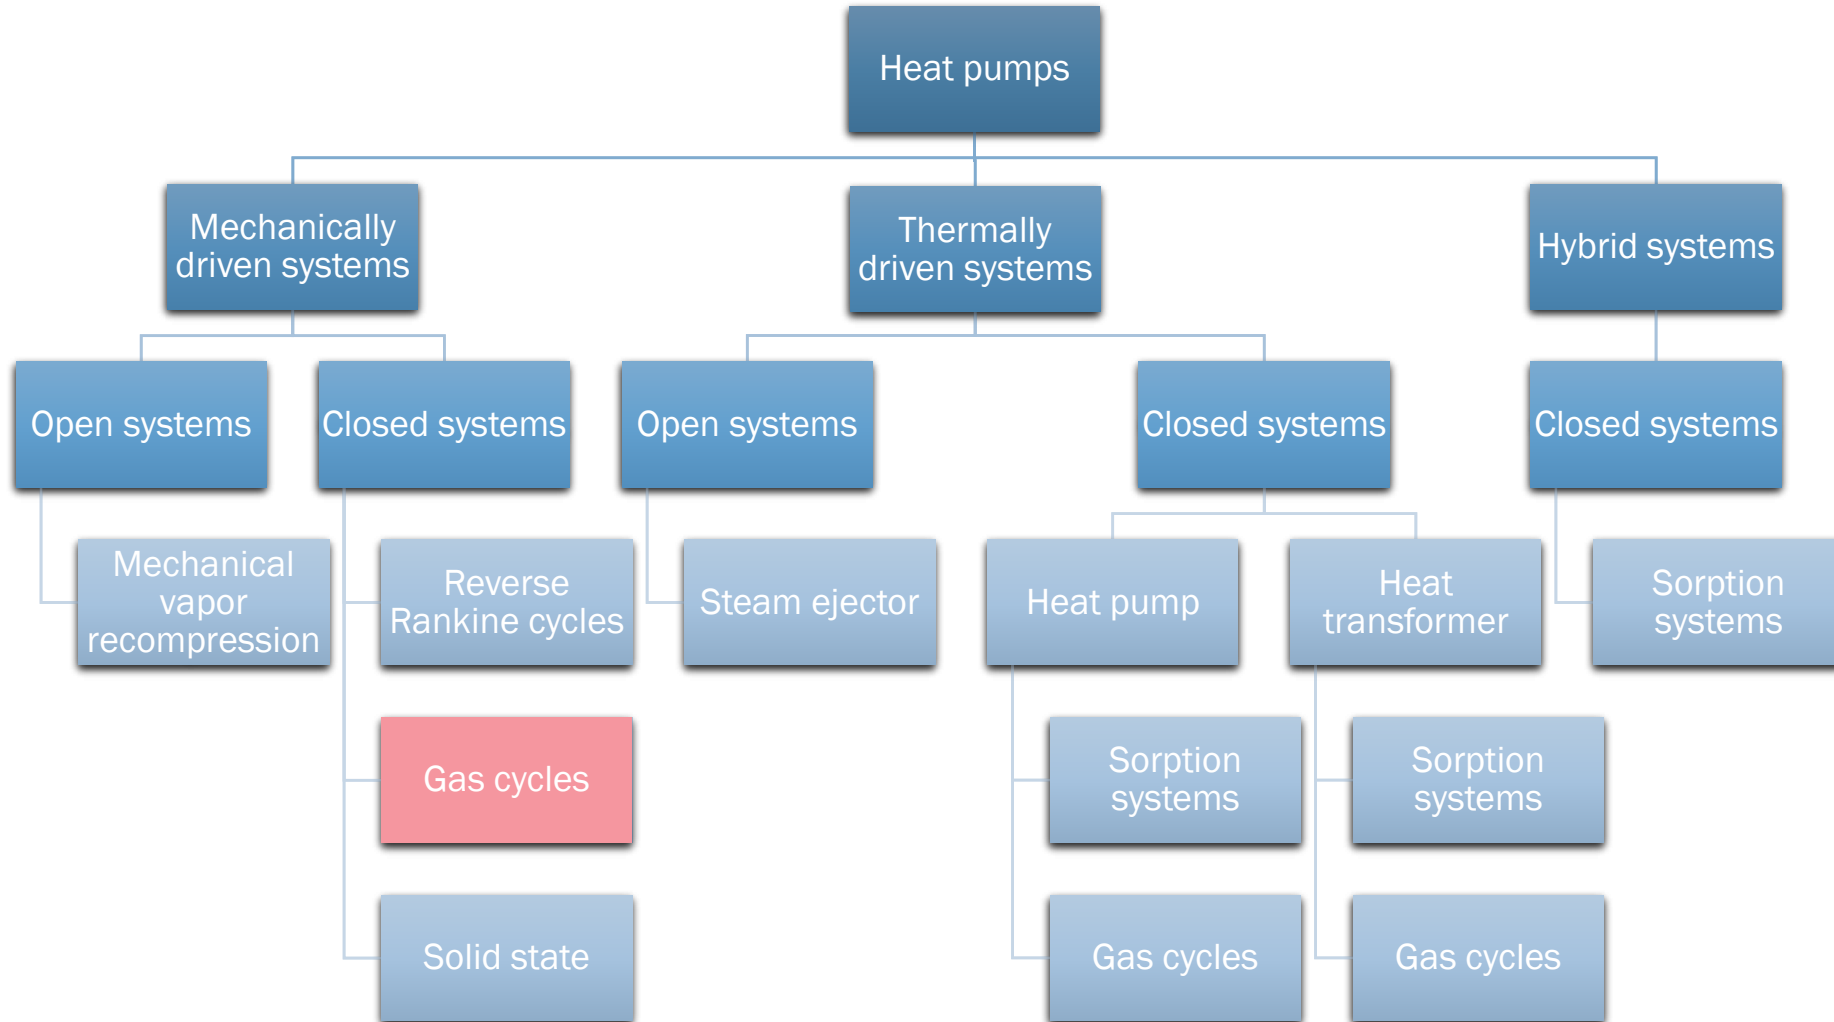 Heat pumps
Mechanically
driven systems
Thermally
driven systems
Hybrid systems
Open systems
Closed systems
Open systems
Closed systems
Closed systems
Mechanical
vapor
recompression
Reverse
Rankine cycles
Steam ejector
Heat pump
Heat
transformer
Sorption
systems
Gas cycles
Sorption
systems
Sorption
systems
Solid state
Gas cycles
Gas cycles